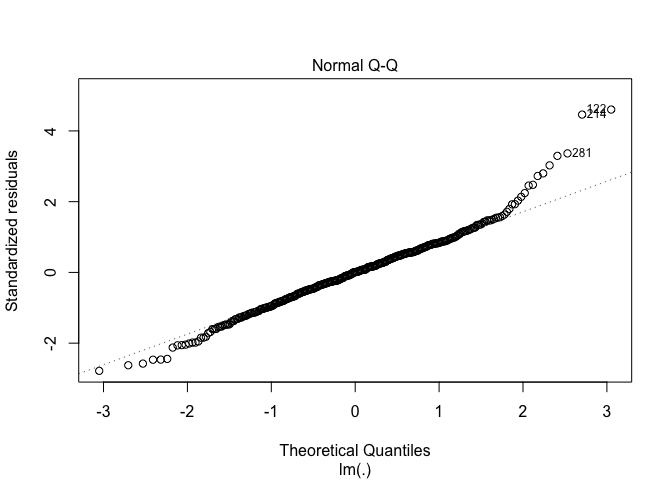 Normal Q-Q
Standardized residuals
4
2
0
-2
122
214
281
-3 -2 -1 0 1 2 3
Theoretical Quantiles
lm(.)